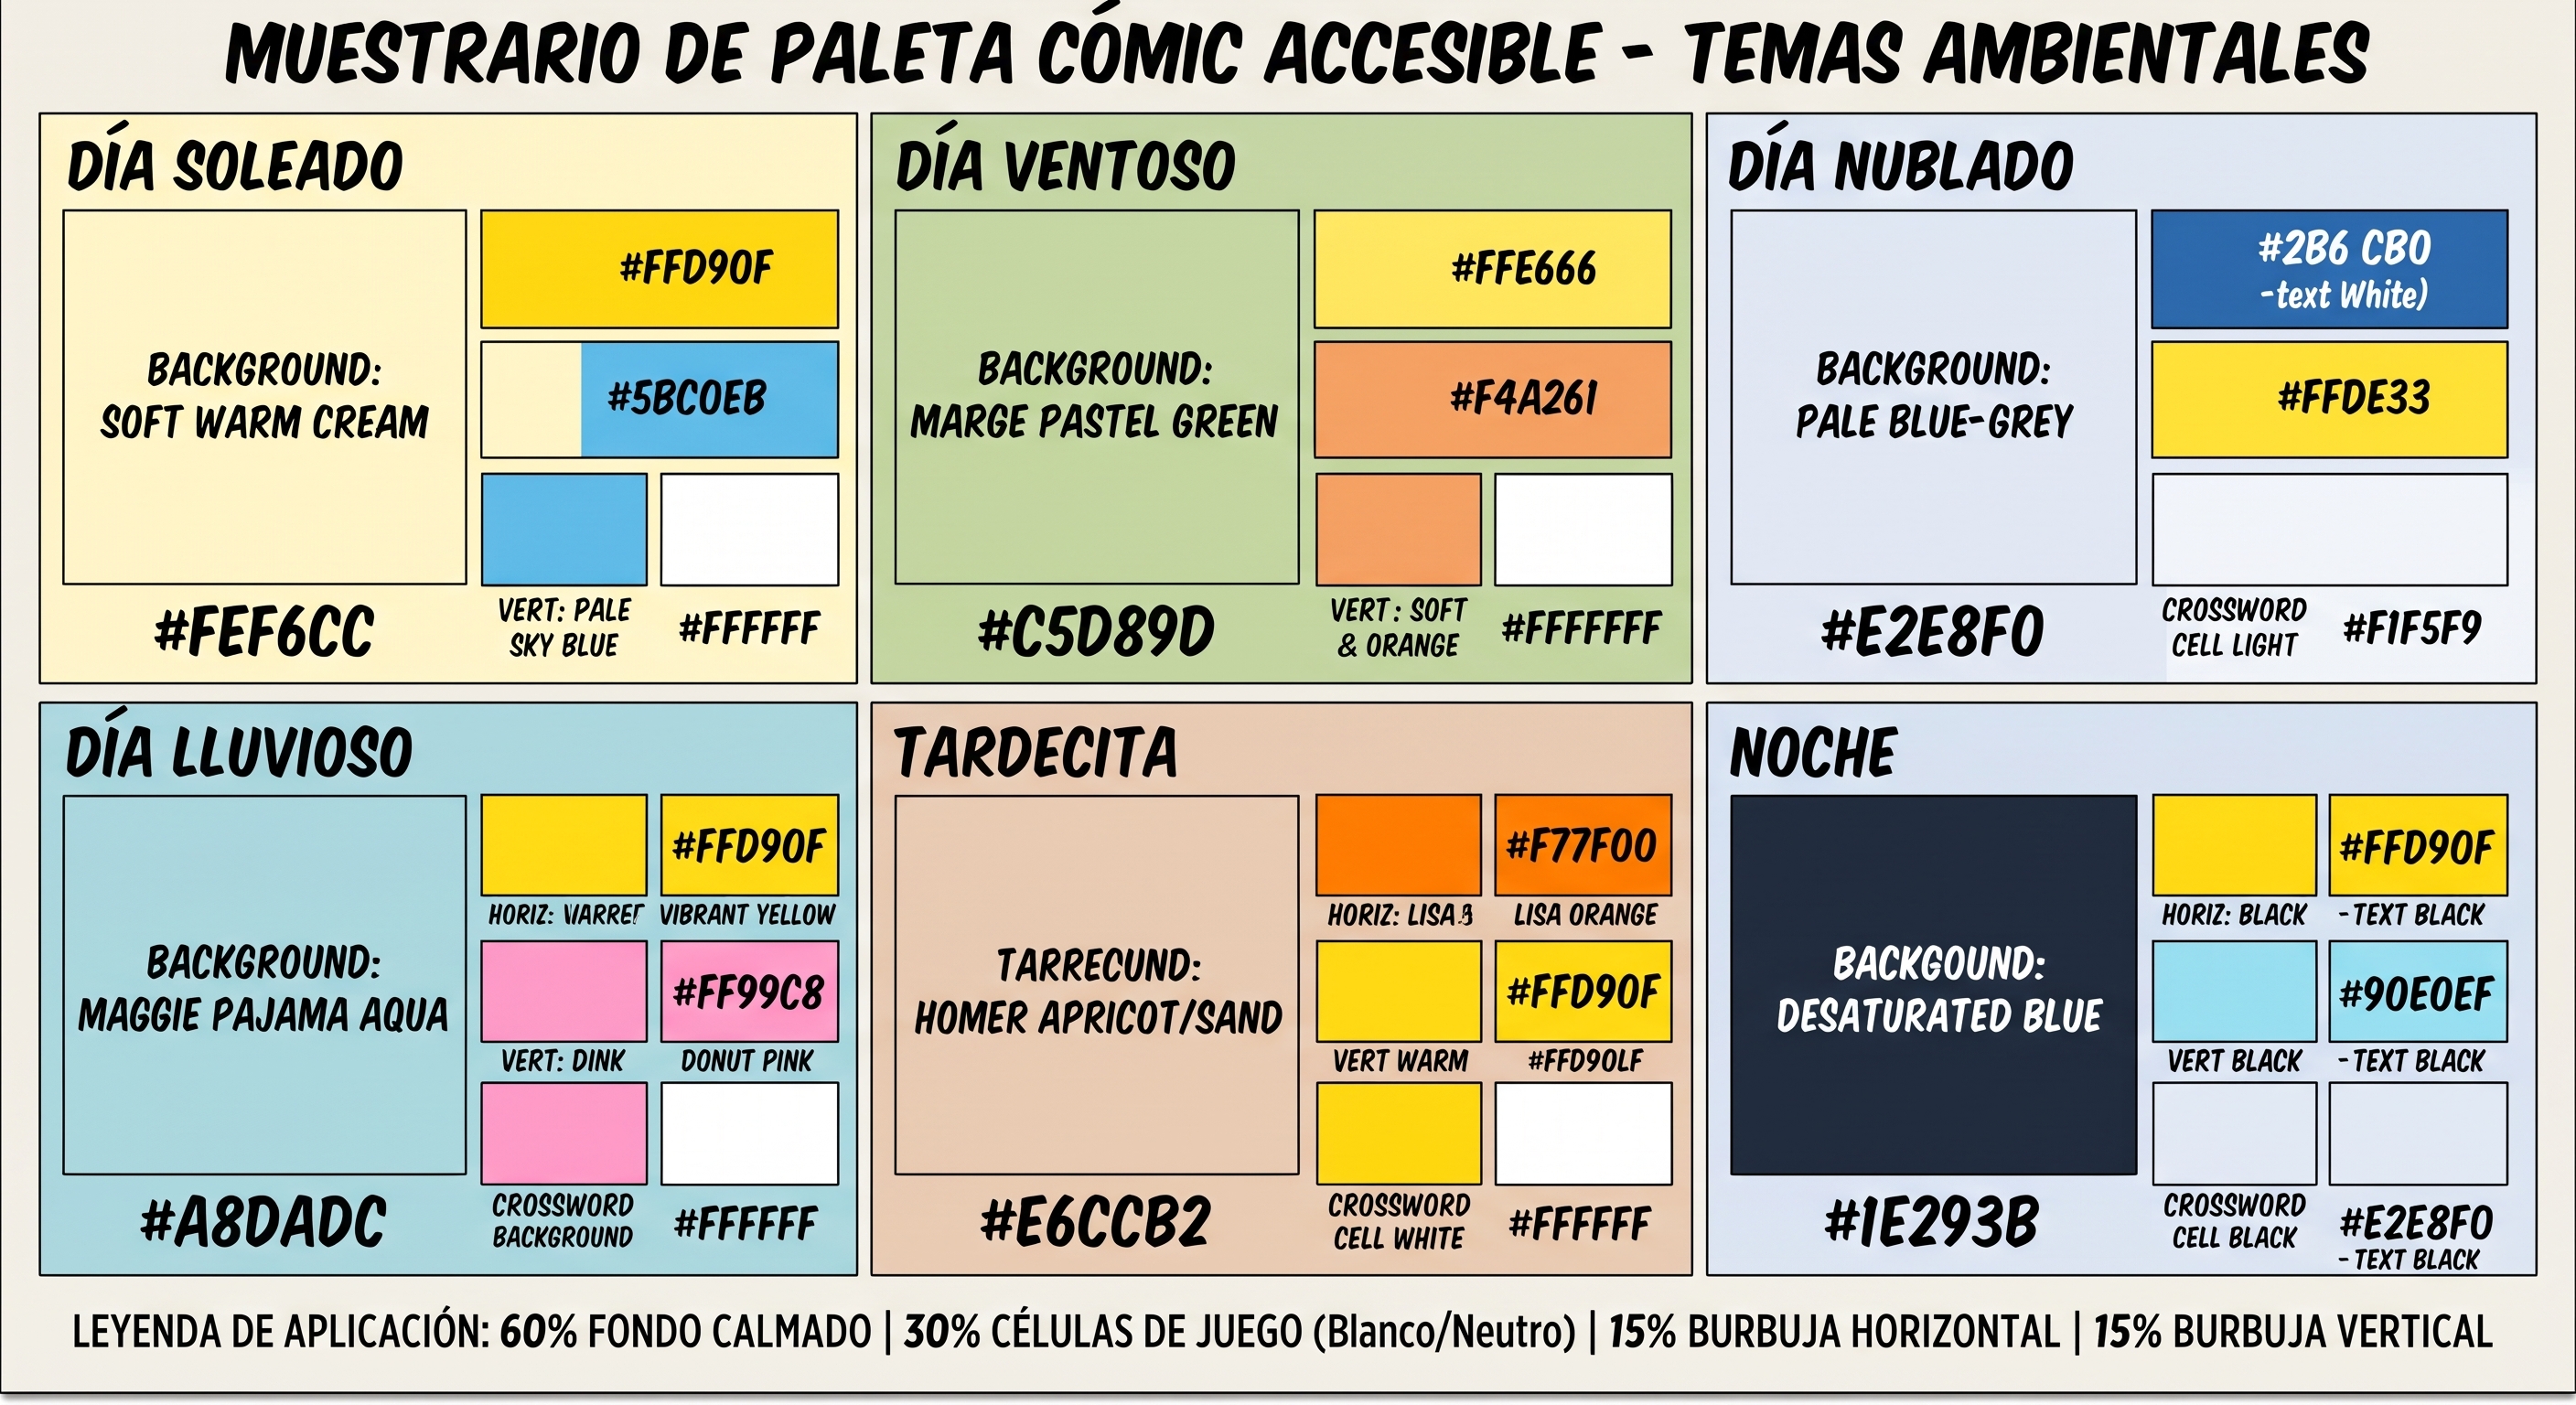 MUESTRARIO DE PALETA CÓMIC ACCESIBLE - TEMAS AMBIENTALES
DÍA SOLEADO
BACKGROUND:
SOFT WARM CREAM
#FEF6CC
#FFD90F
#5BC0EB
VERT: PALE
SKY BLUE
#FFFFFF
DÍA VENTOSO
BACKGROUND:
MARGE PASTEL GREEN
#C5D89D
#FFE666
#F4A261
VERT: SOFT
& ORANGE
#FFFFFFF
DÍA NUBLADO
BACKGROUND:
PALE BLUE-GREY
#E2E8F0
#2B6 CB0
-text White)
#FFDE33
CROSSWORD
CELL LIGHT
#F1F5F9
DÍA LLUVIOSO
BACKGROUND:
MAGGIE PAJAMA AQUA
#A8DADC
#FFD90F
HORIZ:
VIBRANT YELLOW
#FF99C8
VERT: DINK
DONUT PINK
CROSSWORD
BACKGROUND
#FFFFFF
TARDECITA
TARRECUND:
HOMER APRICOT/SAND
#E6CCB2
#F77F00
HORIZ: LISA
LISA ORANGE
#FFD90F
VERT WARM
#FFD90LF
CROSSWORD
CELL WHITE
#FFFFFF
NOCHE
BACKGOUND:
DESATURATED BLUE
#1E293B
#FFD90F
HORIZ: BLACK
-TEXT BLACK
#90E0EF
VERT BLACK
-TEXT BLACK
CROSSWORD
CELL BLACK
#E2E8F0
-TEXT BLACK
LEYENDA DE APLICACIÓN: 60% FONDO CALMADO | 30% CÉLULAS DE JUEGO (Blanco/Neutro) | 15% BURBUJA HORIZONTAL | 15% BURBUJA VERTICAL